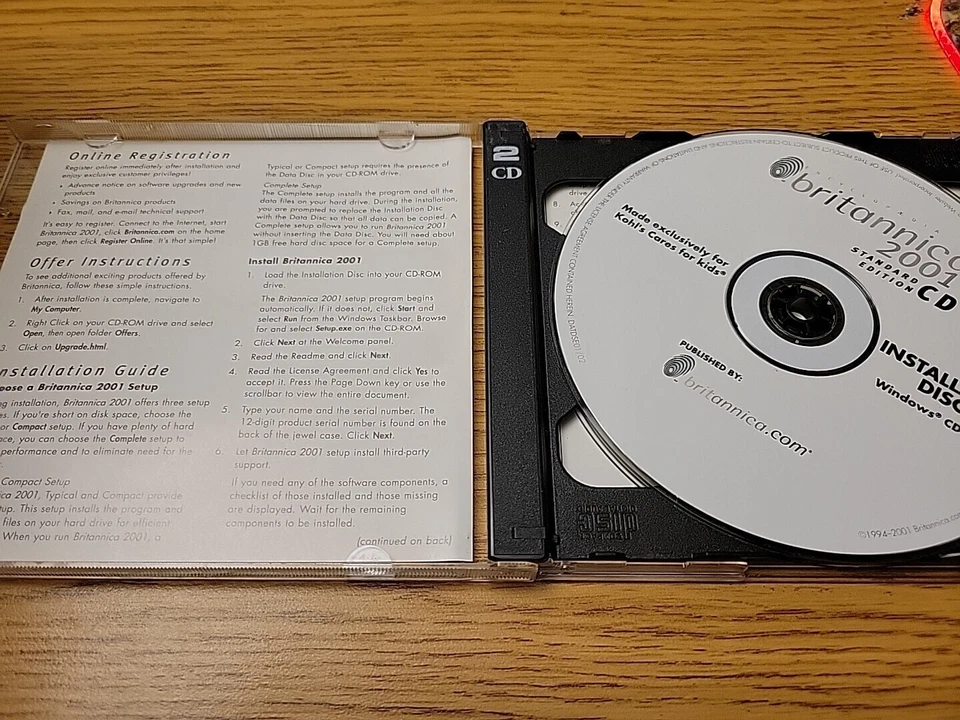 Online Registration
Register online immediately after installation and
enjoy exclusive customer privileges!
• Advance notice on software upgrades and new
products
• Savings on Britannica products
• Fax, mail, and e-mail technical support
It's easy to register. Connect to the Internet, start
Britannica 2001, click Britannica.com on the home
page, then click Register Online. It's that simple!
Offer Instructions
To see additional exciting products offered by
Britannica, follow these simple instructions.
1. After installation is complete, navigate to
My Computer.
2. Right Click on your CD-ROM drive and select
Open, then open folder Offers.
3. Click on Upgrade.html.
nstallation Guide
oose a Britannica 2001 Setup
ng installation, Britannica 2001 offers three setup
es. If you're short on disk space, choose the
or Compact setup. If you have plenty of hard
ace, you can choose the Complete setup to
performance and to eliminate need for the
Compact Setup
ica 2001, Typical and Compact provide
tup. This setup installs the program and
files on your hard drive for efficient
When you run Britannica 2001, a
Typical or Compact setup requires the presence of
the Data Disc in your CD-ROM drive.
Complete Setup
The Complete setup installs the program and all the
data files on your hard drive. During the installation,
you are prompted to replace the Installation Disc
with the Data Disc so that all data can be copied. A
Complete setup allows you to run Britannica 2001
without inserting the Data Disc. You will need about
1GB free hard disc space for a Complete setup.
Install Britannica 2001
1. Load the Installation Disc into your CD-ROM
drive.
The Britannica 2001 setup program begins
automatically. If it does not, click Start and
select Run from the Windows Taskbar. Browse
for and select Setup.exe on the CD-ROM.
2. Click Next at the Welcome panel.
3. Read the Readme and click Next.
4. Read the License Agreement and click Yes to
accept it. Press the Page Down key or use the
scrollbar to view the entire document.
5. Type your name and the serial number. The
12-digit product serial number is found on the
back of the jewel case. Click Next.
6. Let Britannica 2001 setup install third-party
support.
If you need any of the software components, a
checklist of those installed and those missing
are displayed. Wait for the remaining
components to be installed.
(continued on back)
2
CD
drive
8.
britannica
2001
STANDARD
EDITION CD
Made exclusively for
Kohl's Cares for kids®
INSTALL
DISC
Windows® CD
PUBLISHED BY:
britannica.com®
©1994-2001 Britannica.com